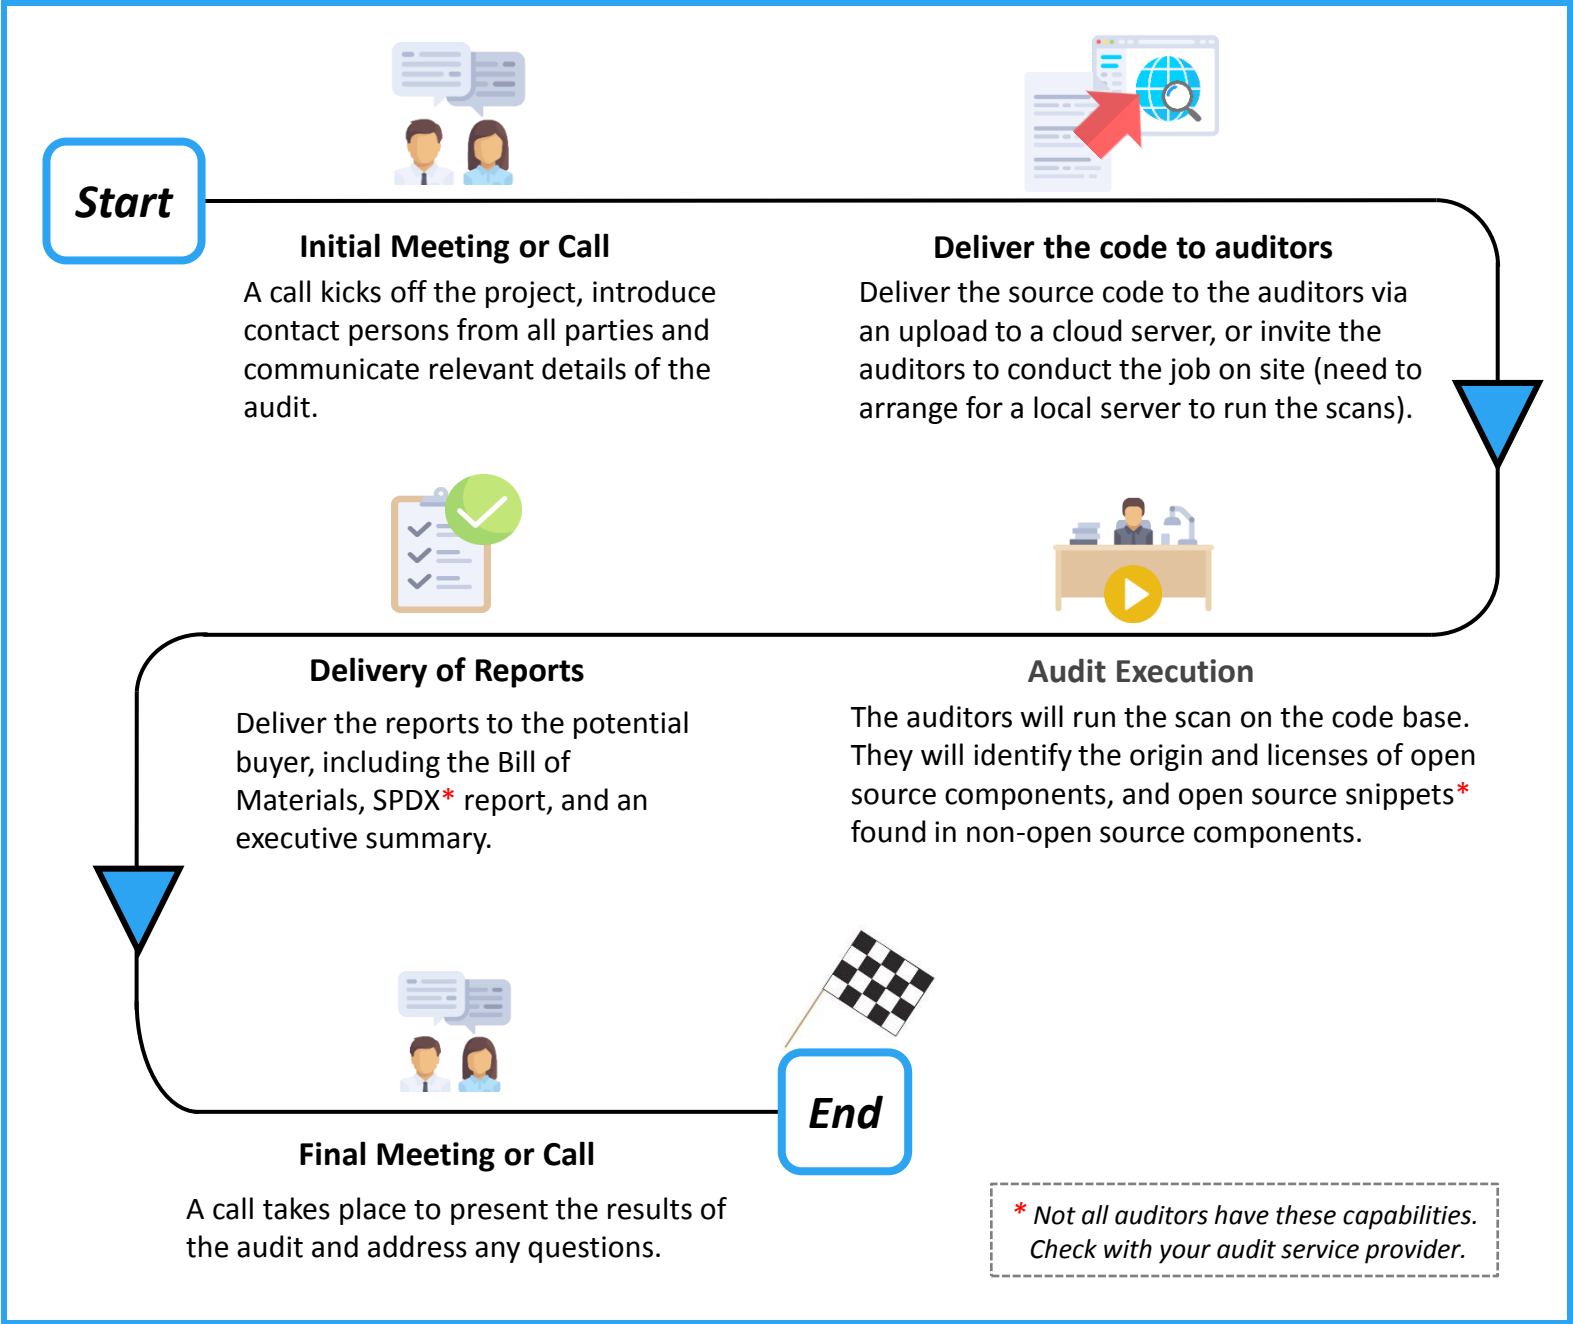 Start
Initial Meeting or Call
A call kicks off the project, introduce
contact persons from all parties and
communicate relevant details of the
audit.
Deliver the code to auditors
Deliver the source code to the auditors via
an upload to a cloud server, or invite the
auditors to conduct the job on site (need to
arrange for a local server to run the scans).
Audit Execution
The auditors will run the scan on the code base.
They will identify the origin and licenses of open
source components, and open source snippets*
found in non-open source components.
Delivery of Reports
Deliver the reports to the potential
buyer, including the Bill of
Materials, SPDX* report, and an
executive summary.
Final Meeting or Call
A call takes place to present the results of
the audit and address any questions.
End
* Not all auditors have these capabilities.
Check with your audit service provider.